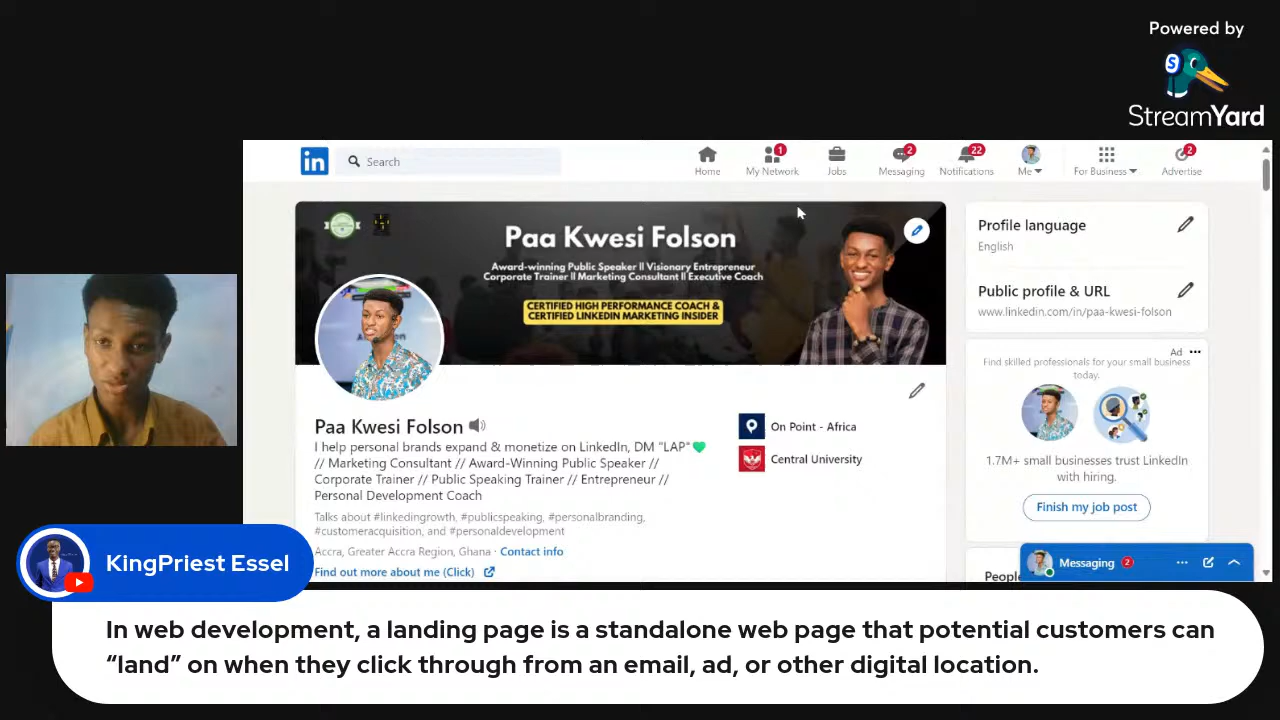 Powered by
StreamYard
in
Search
1
2
22
2
Home
My Network
Jobs
Messaging
Notifications
Me
For Business
Advertise
Paa Kwesi Folson
Award-winning Public Speaker || Visionary Entrepreneur
Corporate Trainer || Marketing Consultant || Executive Coach
CERTIFIED HIGH PERFORMANCE COACH &
CERTIFIED LINKEDIN MARKETING INSIDER
Paa Kwesi Folson
I help personal brands expand & monetize on LinkedIn, DM "LAP"💚
// Marketing Consultant // Award-Winning Public Speaker //
Corporate Trainer // Public Speaking Trainer // Entrepreneur //
Personal Development Coach
Talks about #linkedingrowth, #publicspeaking, #personalbranding,
#customeracquisition, and #personaldevelopment
Accra, Greater Accra Region, Ghana · Contact info
Find out more about me (Click)
On Point - Africa
Central University
Profile language
English
Public profile & URL
www.linkedin.com/in/paa-kwesi-folson
Ad
Find skilled professionals for your small business
today.
1.7M+ small businesses trust LinkedIn
with hiring.
Finish my job post
People
Messaging 2
KingPriest Essel
In web development, a landing page is a standalone web page that potential customers can
“land” on when they click through from an email, ad, or other digital location.